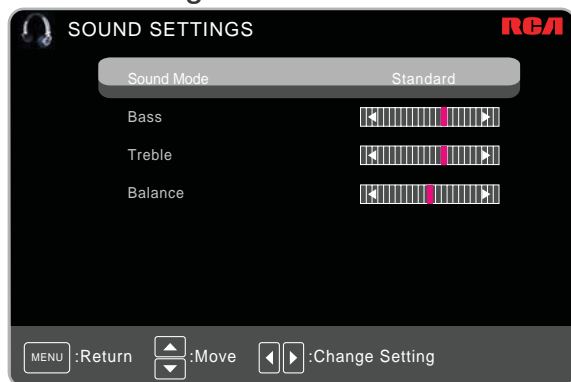 SOUND SETTINGS RCA
Sound Mode Standard
Bass
Treble
Balance
MENU :Return :Move :Change Setting